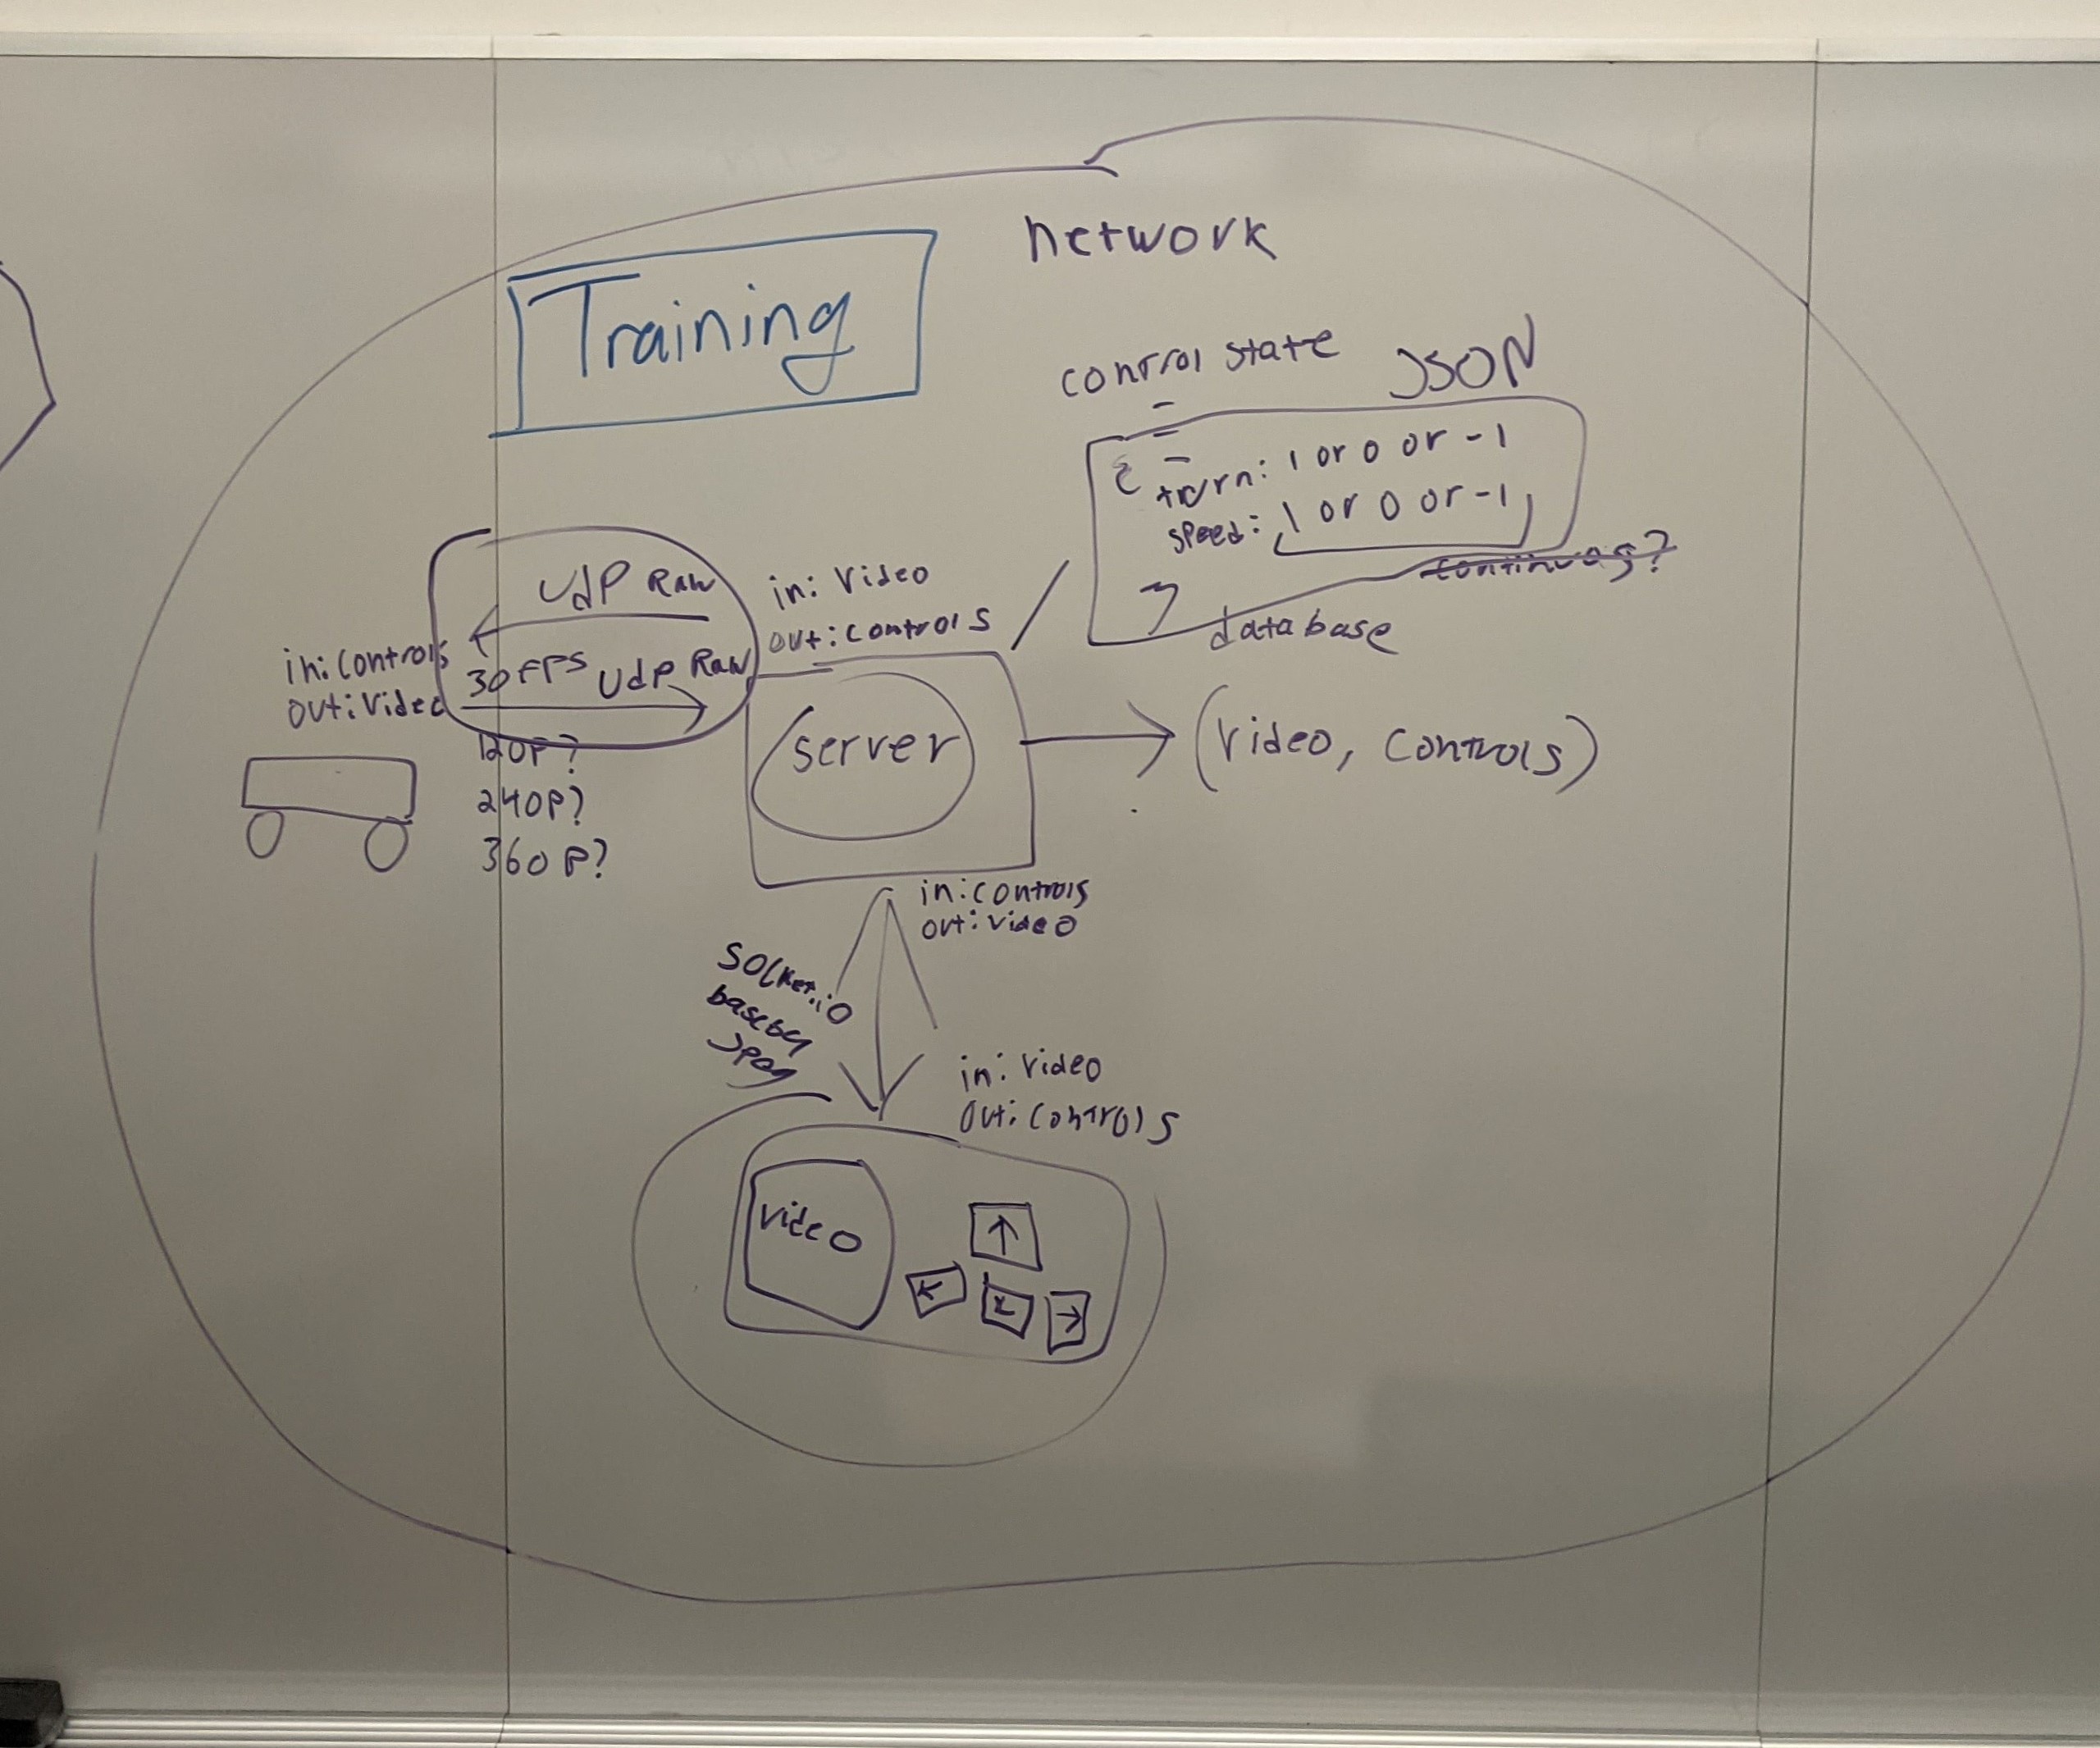 network
Training
control state JSON
{
turn: 1 or 0 or -1
speed: 1 or 0 or -1
continuos?
}
database
UdP Raw
30 FPS UdP Raw
in: controls
out: video
120P?
240P?
360P?
in: video
out: controls
server
(video, controls)
in: controls
out: video
Socket.io
base64
Jpeg
in: video
out: controls
video
↑
← ↓ →